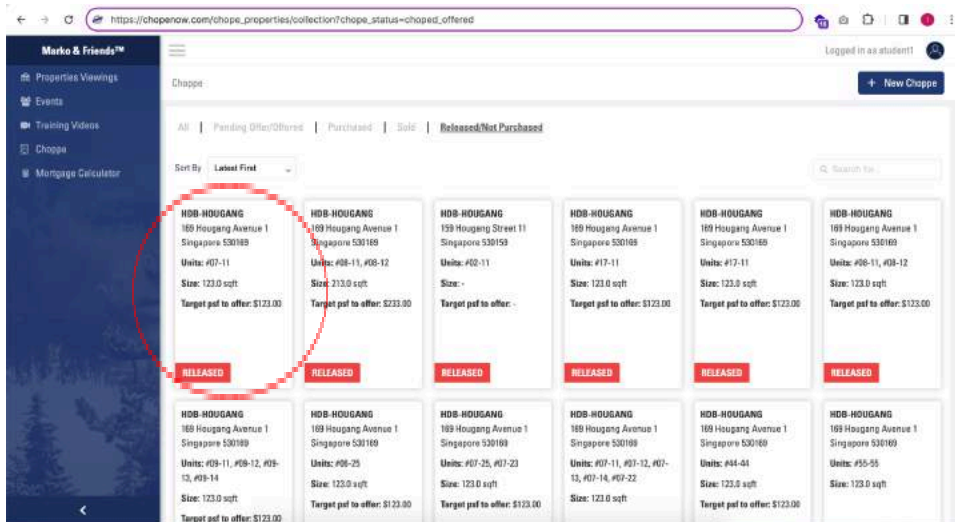 https://chopenow.com/chope_properties/collection?chope_status=choped_offered
Marko & Friends™
Logged in as student1
Properties Viewings
Events
Training Videos
Choppe
Mortgage Calculator
Choppe
+ New Choppe
All | Pending Offer/Offered | Purchased | Sold | Released/Not Purchased
Sort By Latest First
Search for...
HDB-HOUGANG
169 Hougang Avenue 1
Singapore 530169
Units: #07-11
Size: 123.0 sqft
Target psf to offer: $123.00
RELEASED
HDB-HOUGANG
169 Hougang Avenue 1
Singapore 530169
Units: #08-11, #08-12
Size: 213.0 sqft
Target psf to offer: $233.00
RELEASED
HDB-HOUGANG
159 Hougang Street 11
Singapore 530159
Units: #02-11
Size: -
Target psf to offer: -
RELEASED
HDB-HOUGANG
169 Hougang Avenue 1
Singapore 530169
Units: #17-11
Size: 123.0 sqft
Target psf to offer: $123.00
RELEASED
HDB-HOUGANG
169 Hougang Avenue 1
Singapore 530169
Units: #17-11
Size: 123.0 sqft
Target psf to offer: $123.00
RELEASED
HDB-HOUGANG
169 Hougang Avenue 1
Singapore 530169
Units: #08-11, #08-12
Size: 123.0 sqft
Target psf to offer: $123.00
RELEASED
HDB-HOUGANG
169 Hougang Avenue 1
Singapore 530169
Units: #09-11, #09-12, #09-
13, #09-14
Size: 123.0 sqft
Target psf to offer: $123.00
HDB-HOUGANG
169 Hougang Avenue 1
Singapore 530169
Units: #06-25
Size: 123.0 sqft
Target psf to offer: $123.00
HDB-HOUGANG
169 Hougang Avenue 1
Singapore 530169
Units: #07-25, #07-23
Size: 123.0 sqft
Target psf to offer: $123.00
HDB-HOUGANG
169 Hougang Avenue 1
Singapore 530169
Units: #07-11, #07-12, #07-
13, #07-14, #07-22
Size: 123.0 sqft
HDB-HOUGANG
169 Hougang Avenue 1
Singapore 530169
Units: #44-44
Size: 123.0 sqft
Target psf to offer: $123.00
HDB-HOUGANG
169 Hougang Avenue 1
Singapore 530169
Units: #55-55
Size: 123.0 sqft